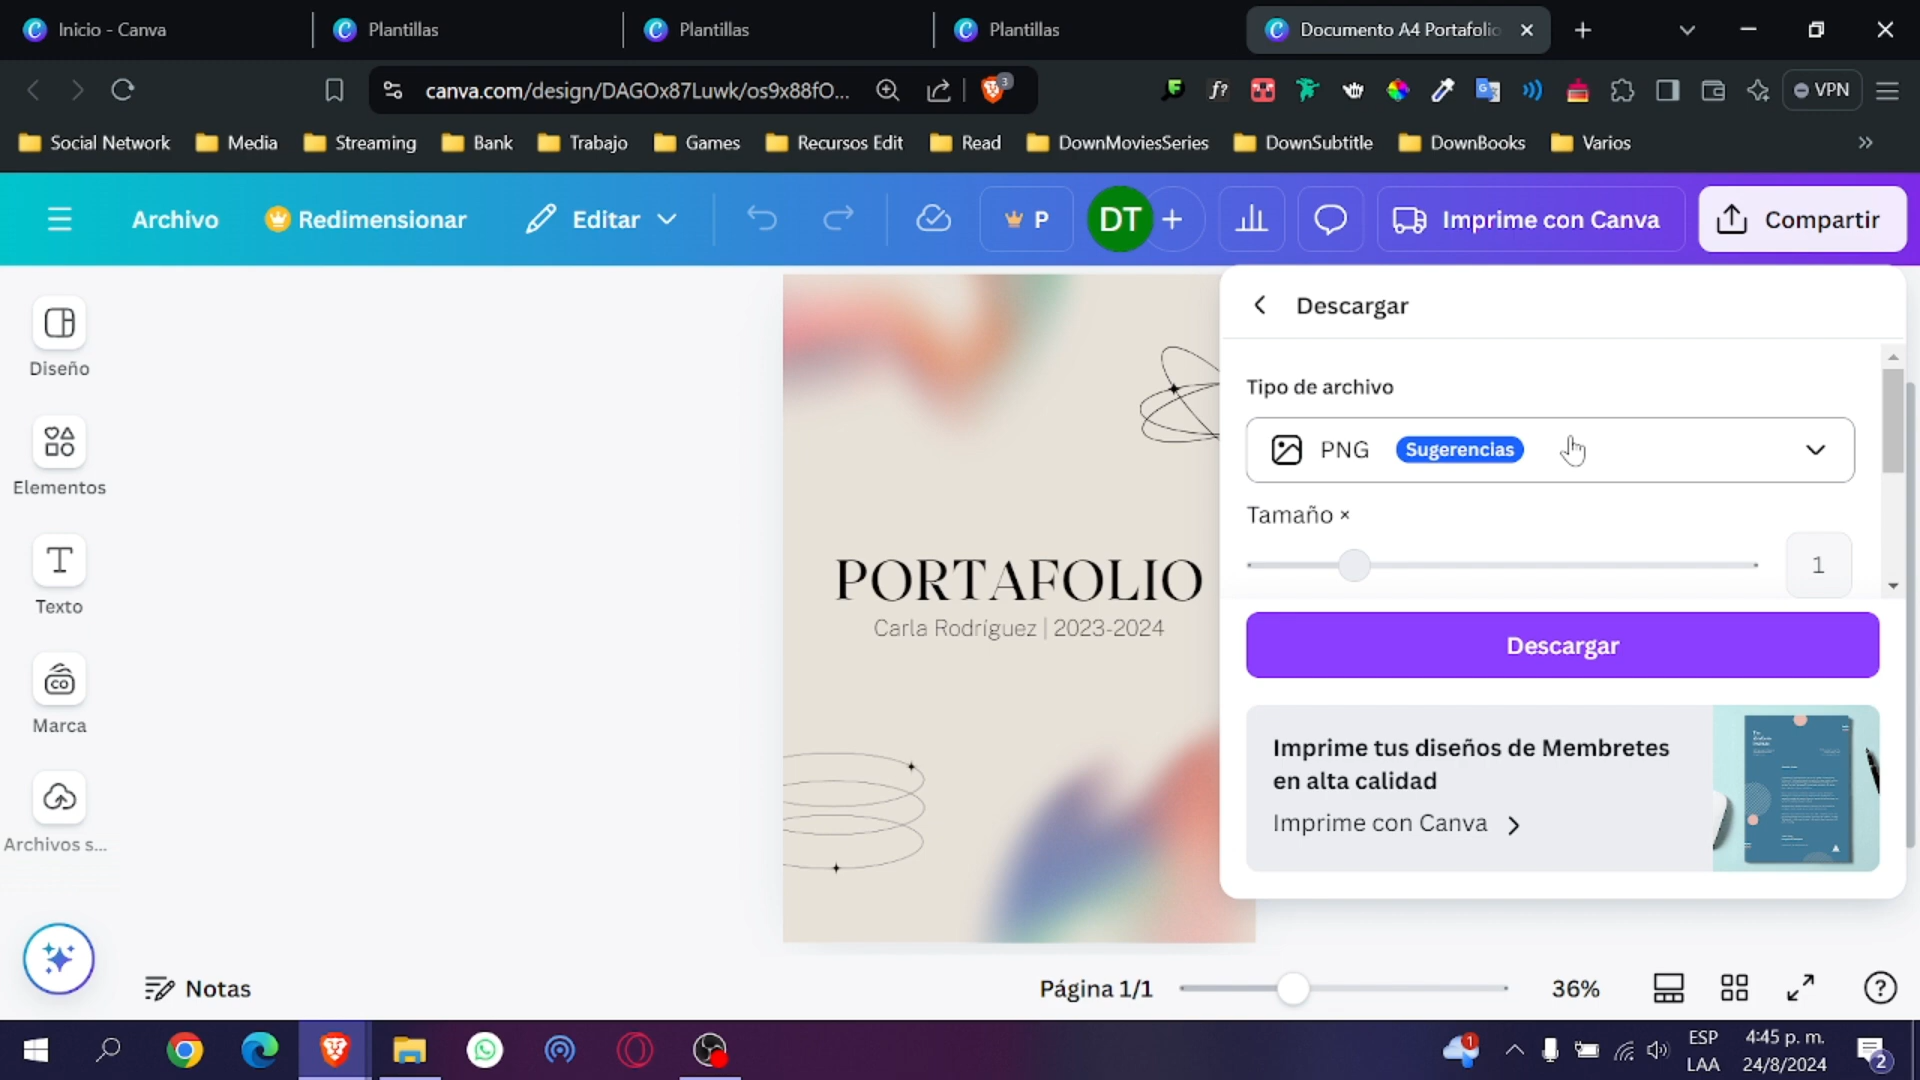 Inicio - Canva
Plantillas
Plantillas
Plantillas
Documento A4 Portafolio
canva.com/design/DAGOx87Luwk/os9x88fO...
3
f?
VPN
Social Network
Media
Streaming
Bank
Trabajo
Games
Recursos Edit
Read
DownMoviesSeries
DownSubtitle
DownBooks
Varios
Archivo
Redimensionar
Editar
P
DT
Imprime con Canva
Compartir
Diseño
Elementos
Texto
CO
Marca
Archivos s...
PORTAFOLIO
Carla Rodríguez | 2023-2024
Descargar
Tipo de archivo
PNG
Sugerencias
Tamaño ×
1
Descargar
Imprime tus diseños de Membretes
en alta calidad
Imprime con Canva
Notas
Página 1/1
36%
1
ESP
LAA
4:45 p. m.
24/8/2024
2